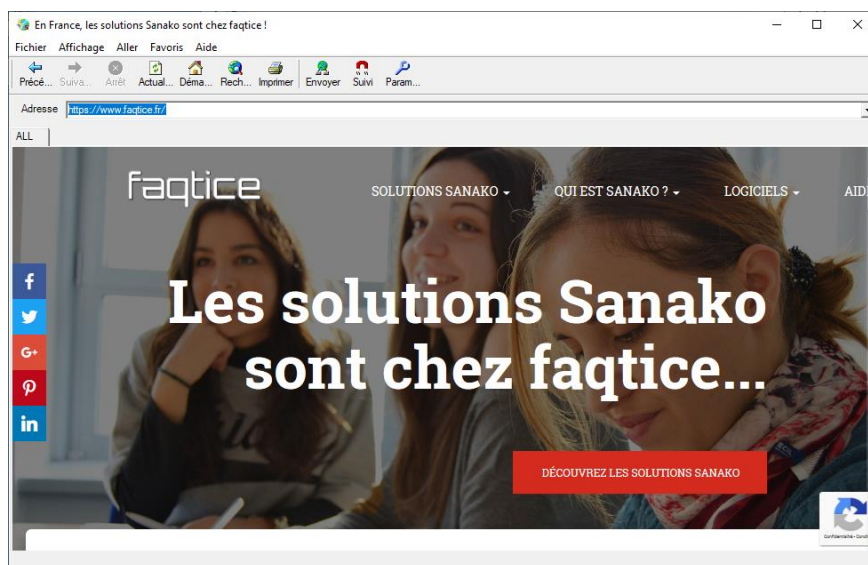 En France, les solutions Sanako sont chez faqtice !
Fichier Affichage Aller Favoris Aide
Précé... Suiva... Arrêt Actual... Déma... Rech... Imprimer Envoyer Suivi Param...
Adresse https://www.faqtice.fr/
ALL
faqtice SOLUTIONS SANAKO QUI EST SANAKO ? LOGICIELS AIDE
f
G+
in
Les solutions Sanako
sont chez faqtice...
DÉCOUVREZ LES SOLUTIONS SANAKO